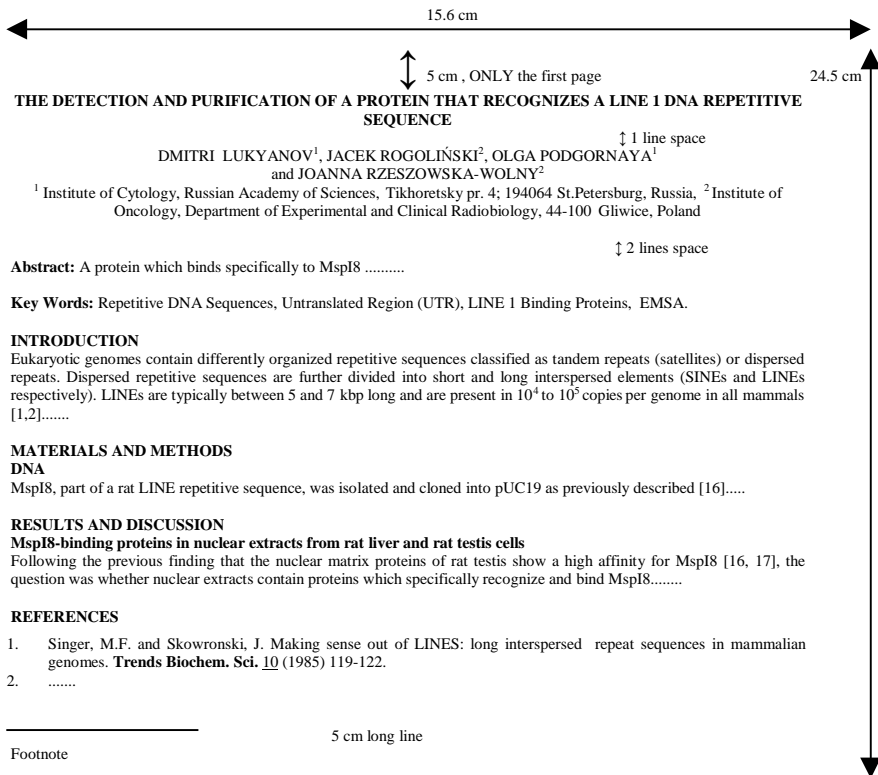 15.6 cm
5 cm , ONLY the first page
24.5 cm
THE DETECTION AND PURIFICATION OF A PROTEIN THAT RECOGNIZES A LINE 1 DNA REPETITIVE
SEQUENCE
↕ 1 line space
DMITRI LUKYANOV¹, JACEK ROGOLIŃSKI², OLGA PODGORNAYA¹
and JOANNA RZESZOWSKA-WOLNY²
¹ Institute of Cytology, Russian Academy of Sciences, Tikhoretsky pr. 4; 194064 St.Petersburg, Russia, ² Institute of
Oncology, Department of Experimental and Clinical Radiobiology, 44-100 Gliwice, Poland
↕ 2 lines space
Abstract: A protein which binds specifically to MspI8 ..........
Key Words: Repetitive DNA Sequences, Untranslated Region (UTR), LINE 1 Binding Proteins, EMSA.
INTRODUCTION
Eukaryotic genomes contain differently organized repetitive sequences classified as tandem repeats (satellites) or dispersed
repeats. Dispersed repetitive sequences are further divided into short and long interspersed elements (SINEs and LINEs
respectively). LINEs are typically between 5 and 7 kbp long and are present in 10⁴ to 10⁵ copies per genome in all mammals
[1,2].......
MATERIALS AND METHODS
DNA
MspI8, part of a rat LINE repetitive sequence, was isolated and cloned into pUC19 as previously described [16].....
RESULTS AND DISCUSSION
MspI8-binding proteins in nuclear extracts from rat liver and rat testis cells
Following the previous finding that the nuclear matrix proteins of rat testis show a high affinity for MspI8 [16, 17], the
question was whether nuclear extracts contain proteins which specifically recognize and bind MspI8........
REFERENCES
1. Singer, M.F. and Skowronski, J. Making sense out of LINES: long interspersed repeat sequences in mammalian
genomes. Trends Biochem. Sci. 10 (1985) 119-122.
2. .......
5 cm long line
Footnote